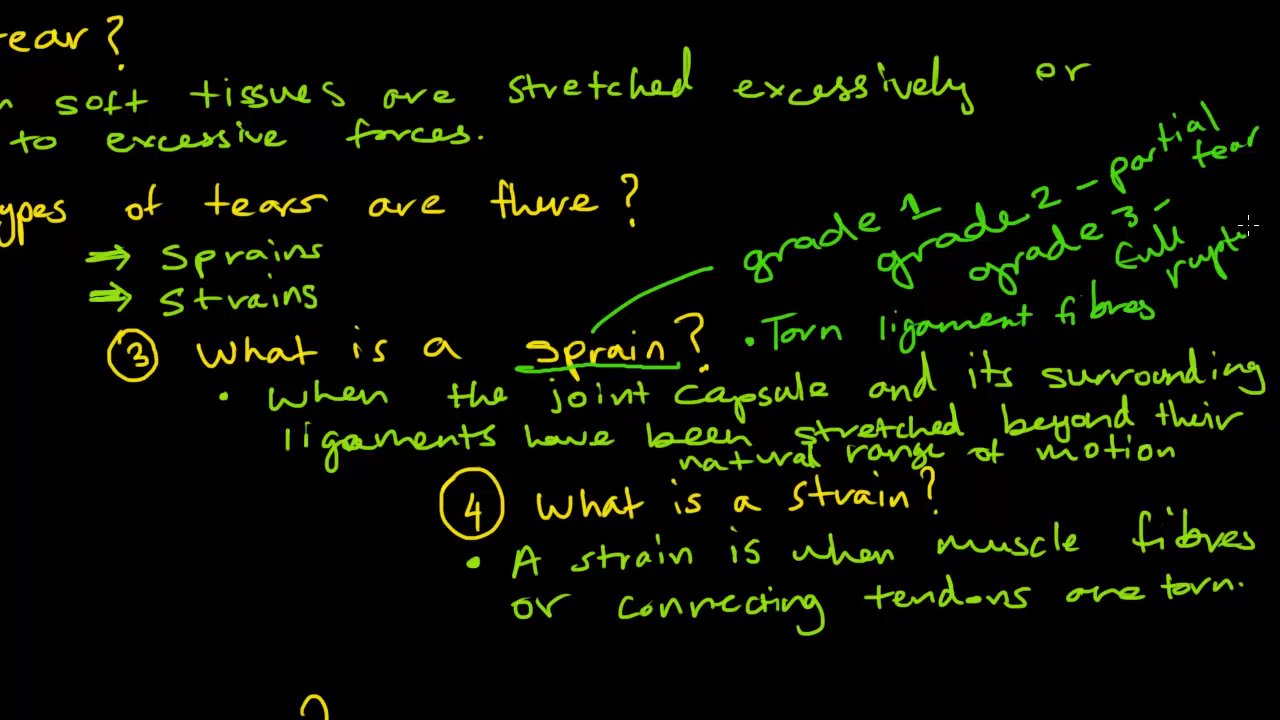 tear?
n soft tissues are stretched excessively or
to excessive forces.
ypes of tears are there?
⇒ Sprains
⇒ Strains
grade 1
grade 2 - partial tear
grade 3 - full rupt
③ What is a sprain?
• Torn ligament fibres
• When the joint capsule and its surrounding
ligaments have been stretched beyond their
natural range of motion
④ What is a strain?
• A strain is when muscle fibres
or connecting tendons are torn.